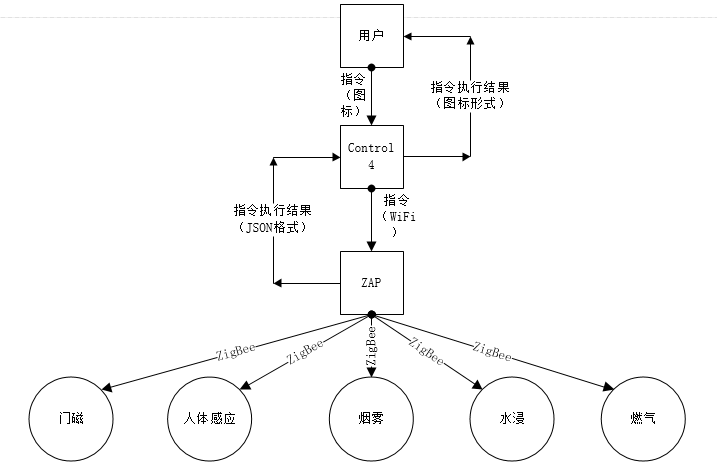 用户
指令
（图
标）
指令执行结果
（图标形式）
Control
4
指令执行结果
（JSON格式）
指令
（WiFi
）
ZAP
ZigBee
ZigBee
ZigBee
ZigBee
ZigBee
门磁
人体感应
烟雾
水浸
燃气